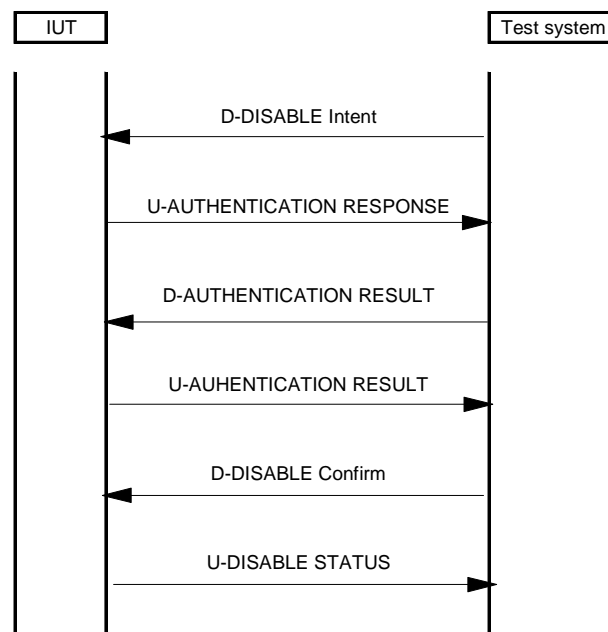 IUT
Test system
D-DISABLE Intent
U-AUTHENTICATION RESPONSE
D-AUTHENTICATION RESULT
U-AUHENTICATION RESULT
D-DISABLE Confirm
U-DISABLE STATUS